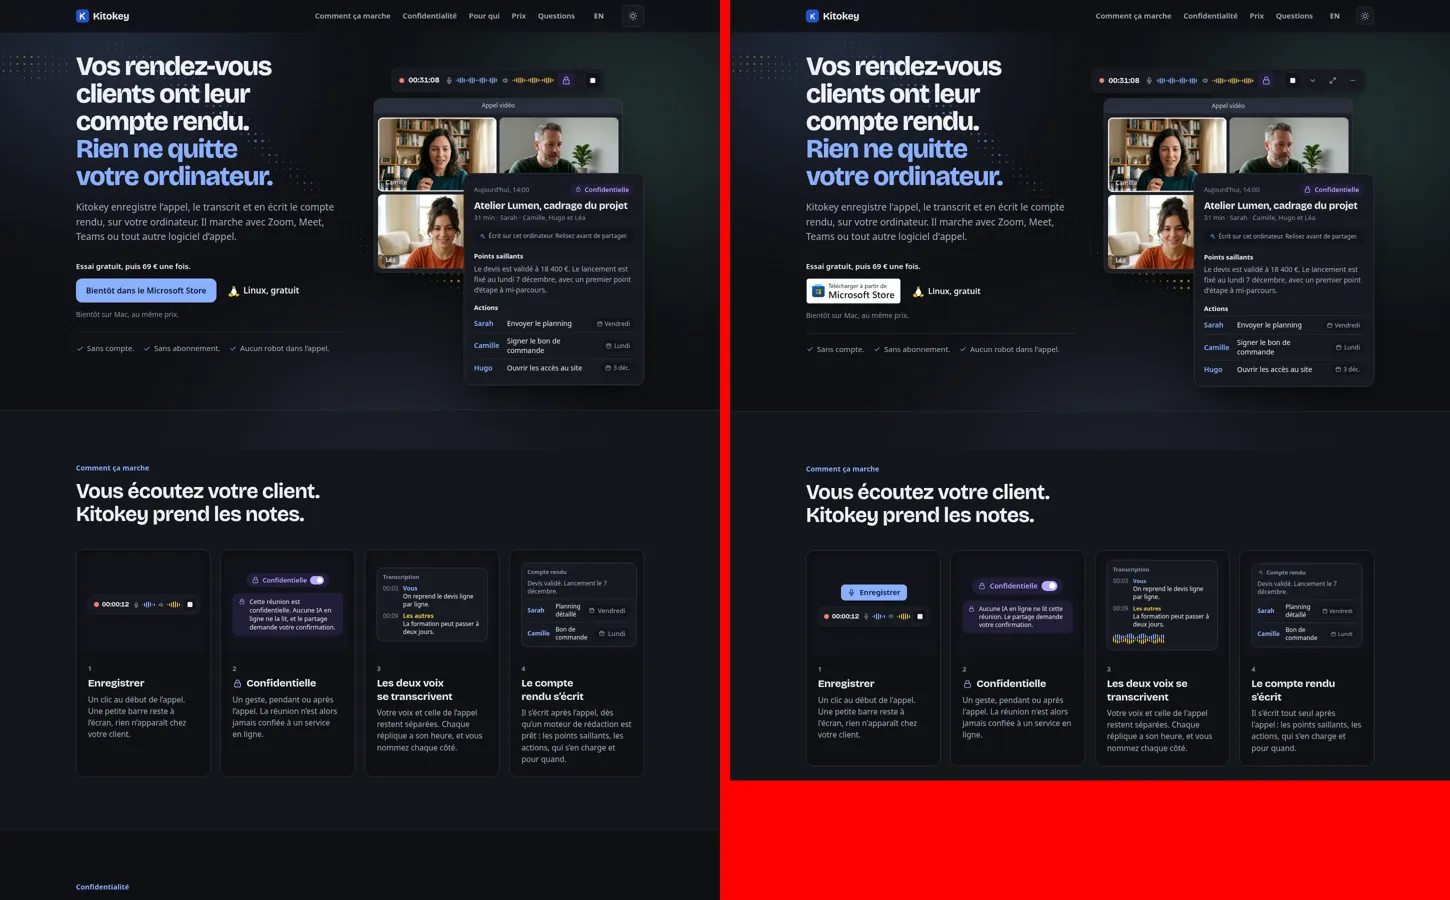 Kitokey
Comment ça marche Confidentialité Pour qui Prix Questions EN
Vos rendez-vous
clients ont leur
compte rendu.
Rien ne quitte
votre ordinateur.
Kitokey enregistre l'appel, le transcrit et en écrit le compte
rendu, sur votre ordinateur. Il marche avec Zoom, Meet,
Teams ou tout autre logiciel d'appel.
Essai gratuit, puis 69 € une fois.
Bientôt dans le Microsoft Store
Linux, gratuit
Bientôt sur Mac, au même prix.
Sans compte. Sans abonnement. Aucun robot dans l'appel.
00:31:08
Appel vidéo
Camille
Léa
Aujourd'hui, 14:00 Confidentielle
Atelier Lumen, cadrage du projet
31 min · Sarah · Camille, Hugo et Léa
Écrit sur cet ordinateur. Relisez avant de partager.
Points saillants
Le devis est validé à 18 400 €. Le lancement est
fixé au lundi 7 décembre, avec un premier point
d'étape à mi-parcours.
Actions
Sarah Envoyer le planning Vendredi
Camille Signer le bon de
commande Lundi
Hugo Ouvrir les accès au site 3 déc.
Comment ça marche
Vous écoutez votre client.
Kitokey prend les notes.
00:00:12
1
Enregistrer
Un clic au début de l'appel.
Une petite barre reste à
l'écran, rien n'apparaît chez
votre client.
Confidentielle
Cette réunion est
confidentielle. Aucune IA en
ligne ne la lit, et le partage
demande votre confirmation.
2
Confidentielle
Un geste, pendant ou après
l'appel. La réunion n'est alors
jamais confiée à un service
en ligne.
Transcription
00:03 Vous
On reprend le devis ligne
par ligne.
00:09 Les autres
La formation peut passer à
deux jours.
3
Les deux voix
se transcrivent
Votre voix et celle de l'appel
restent séparées. Chaque
réplique a son heure, et vous
nommez chaque côté.
Compte rendu
Devis validé. Lancement le 7
décembre.
Sarah Planning
détaillé Vendredi
Camille Bon de
commande Lundi
4
Le compte
rendu s'écrit
Il s'écrit après l'appel, dès
qu'un moteur de rédaction est
prêt : les points saillants, les
actions, qui s'en charge et
pour quand.
Confidentialité
Kitokey
Comment ça marche Confidentialité Prix Questions EN
Vos rendez-vous
clients ont leur
compte rendu.
Rien ne quitte
votre ordinateur.
Kitokey enregistre l'appel, le transcrit et en écrit le compte
rendu, sur votre ordinateur. Il marche avec Zoom, Meet,
Teams ou tout autre logiciel d'appel.
Essai gratuit, puis 69 € une fois.
Télécharger à partir de
Microsoft Store
Linux, gratuit
Bientôt sur Mac, au même prix.
Sans compte. Sans abonnement. Aucun robot dans l'appel.
00:31:08
Appel vidéo
Camille
Léa
Aujourd'hui, 14:00 Confidentielle
Atelier Lumen, cadrage du projet
31 min · Sarah · Camille, Hugo et Léa
Écrit sur cet ordinateur. Relisez avant de partager.
Points saillants
Le devis est validé à 18 400 €. Le lancement est
fixé au lundi 7 décembre, avec un premier point
d'étape à mi-parcours.
Actions
Sarah Envoyer le planning Vendredi
Camille Signer le bon de
commande Lundi
Hugo Ouvrir les accès au site 3 déc.
Comment ça marche
Vous écoutez votre client.
Kitokey prend les notes.
Enregistrer
00:00:12
1
Enregistrer
Un clic au début de l'appel.
Une petite barre reste à
l'écran, rien n'apparaît chez
votre client.
Confidentielle
Aucune IA en ligne ne lit cette
réunion. Le partage demande
votre confirmation.
2
Confidentielle
Un geste, pendant ou après
l'appel. La réunion n'est alors
jamais confiée à un service en
ligne.
Transcription
00:03 Vous
On reprend le devis ligne
par ligne.
00:09 Les autres
La formation peut passer à
deux jours.
3
Les deux voix se
transcrivent
Votre voix et celle de l'appel
restent séparées. Chaque
réplique a son heure, et vous
nommez chaque côté.
Compte rendu
Devis validé. Lancement le 7
décembre.
Sarah Planning
détaillé Vendredi
Camille Bon de
commande Lundi
4
Le compte rendu
s'écrit
Il s'écrit tout seul après
l'appel : les points saillants, les
actions, qui s'en charge et
pour quand.